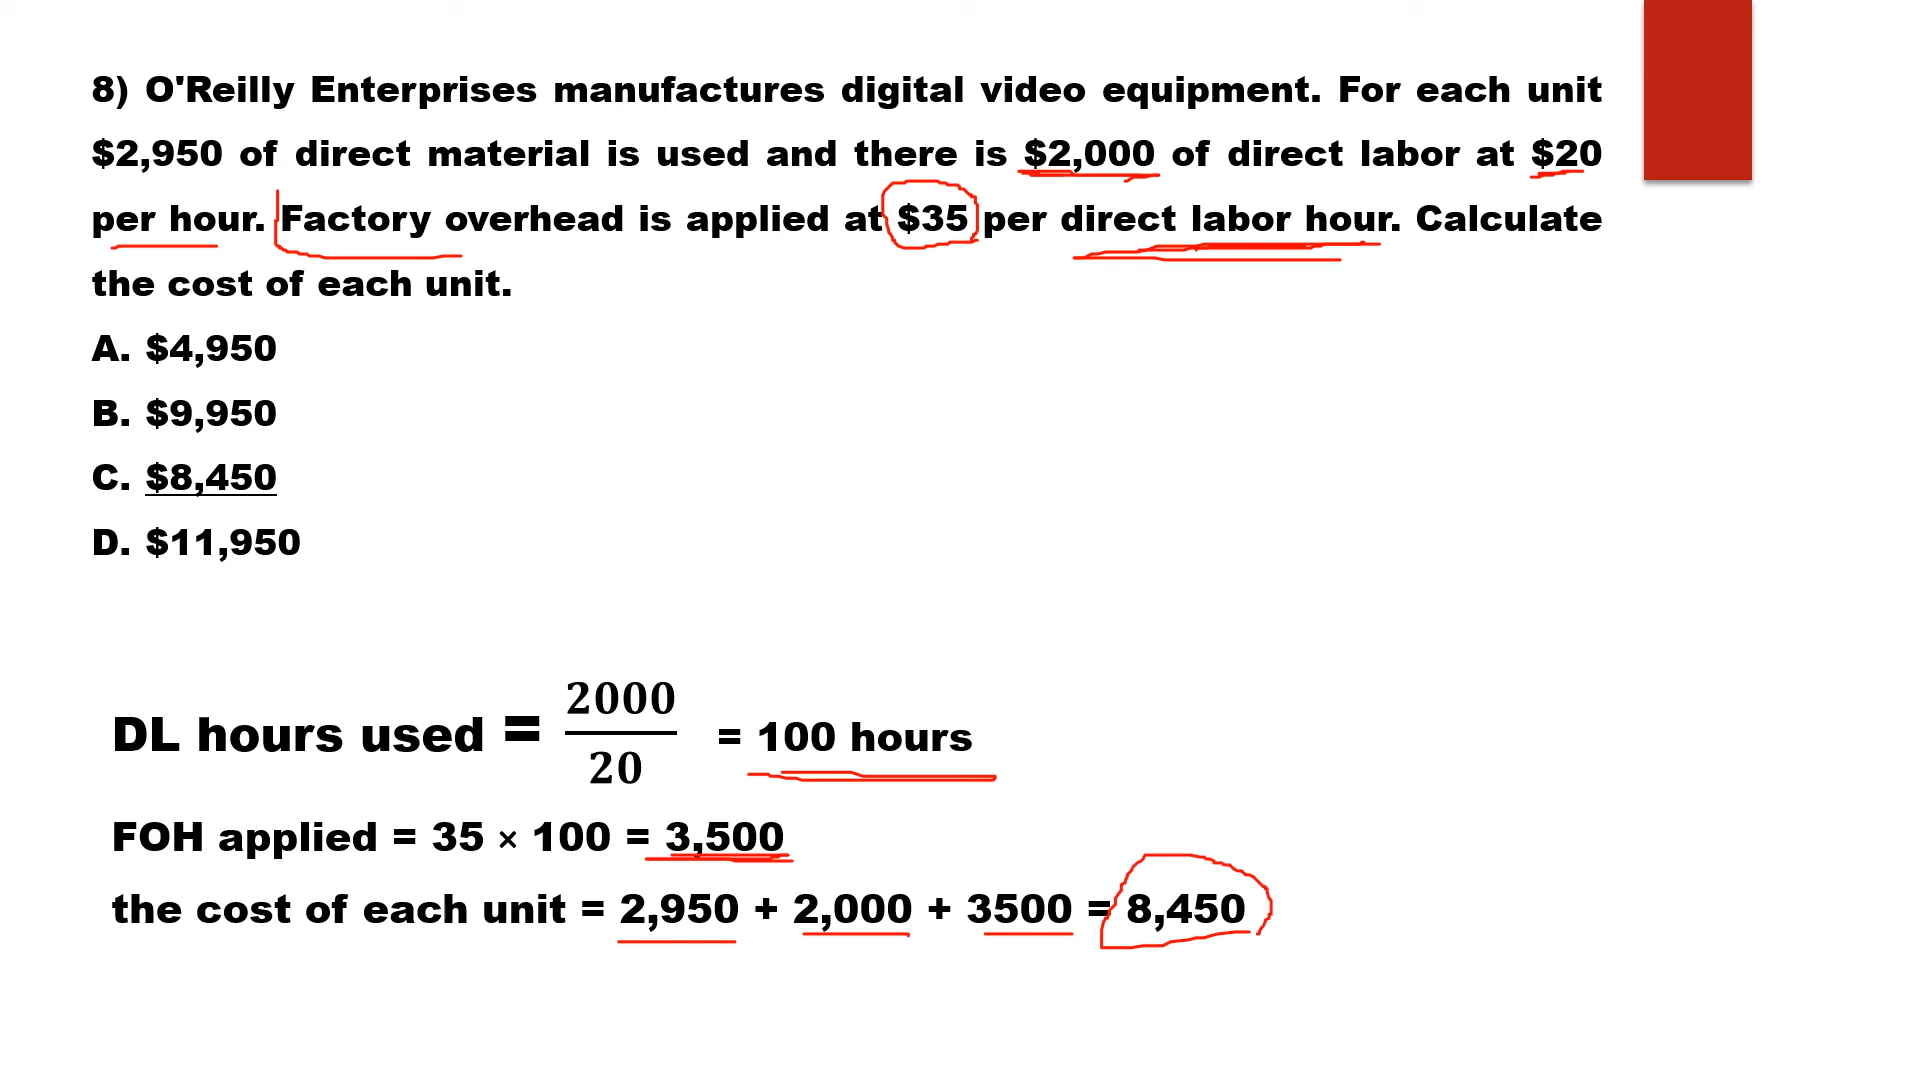 8) O'Reilly Enterprises manufactures digital video equipment. For each unit
$2,950 of direct material is used and there is $2,000 of direct labor at $20
per hour. Factory overhead is applied at $35 per direct labor hour. Calculate
the cost of each unit.
A. $4,950
B. $9,950
C. $8,450
D. $11,950
DL hours used = 2000/20 = 100 hours
FOH applied = 35 × 100 = 3,500
the cost of each unit = 2,950 + 2,000 + 3500 = 8,450